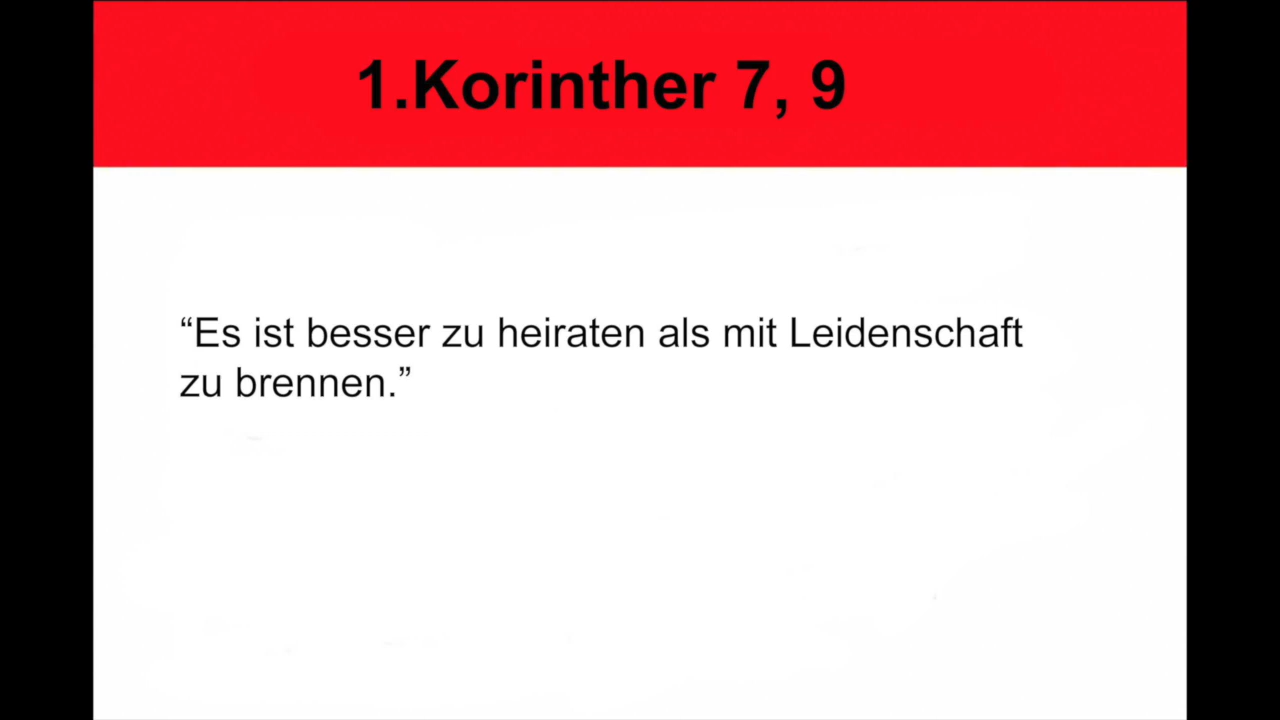 1.Korinther 7, 9
“Es ist besser zu heiraten als mit Leidenschaft
zu brennen.”